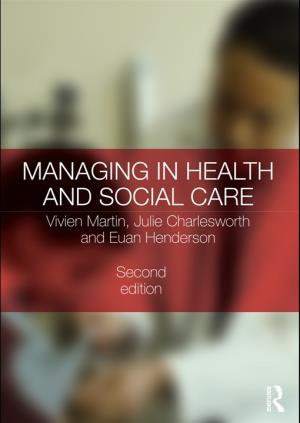 MANAGING IN HEALTH
AND SOCIAL CARE
Vivien Martin, Julie Charlesworth
and Euan Henderson
Second
edition